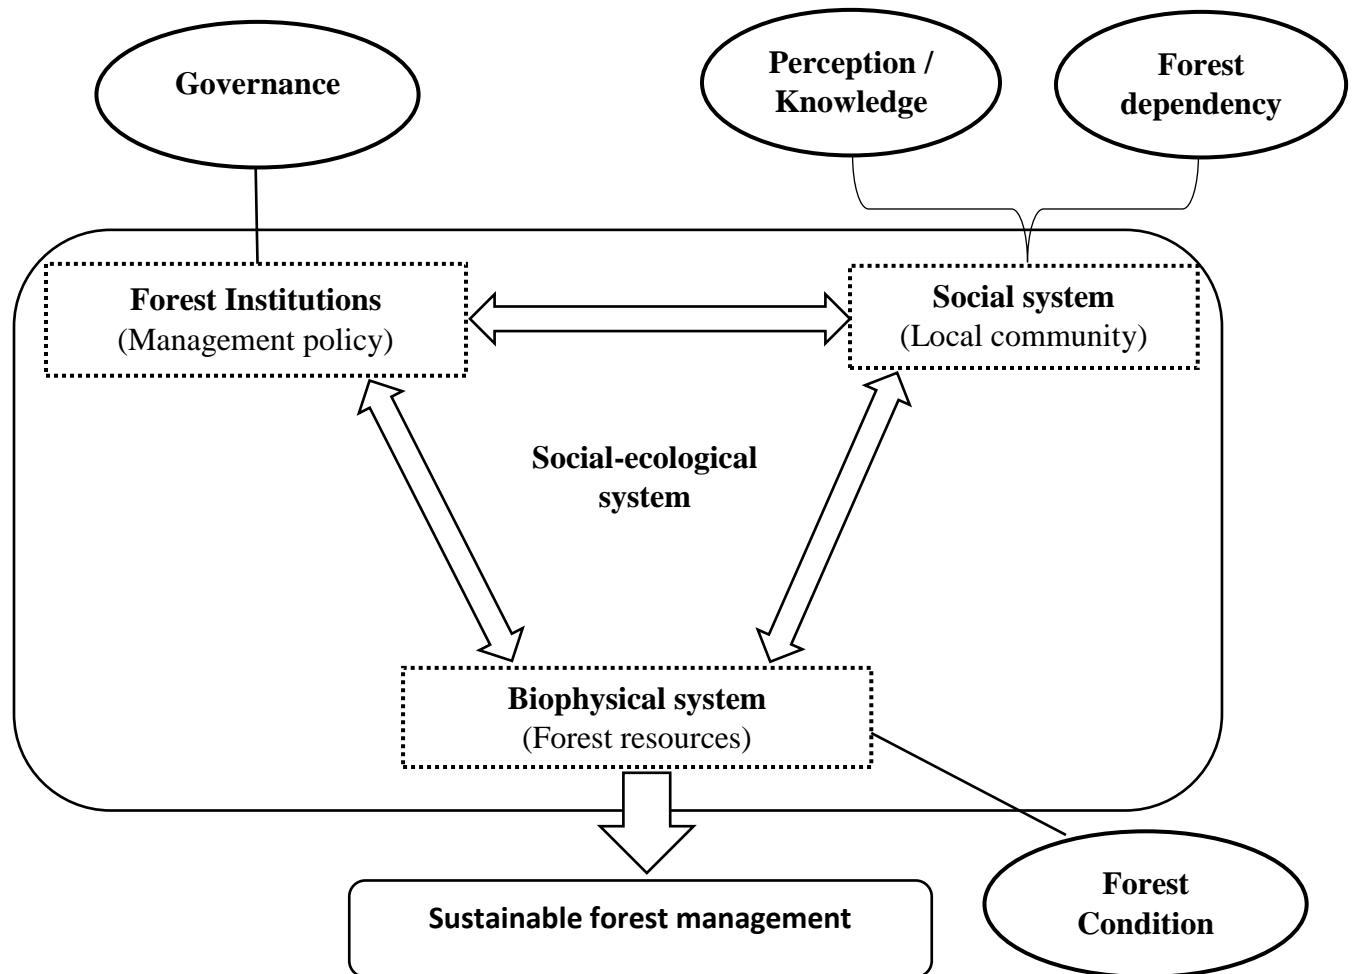 Governance
Perception /
Knowledge
Forest
dependency
Forest Institutions
(Management policy)
Social system
(Local community)
Social-ecological
system
Biophysical system
(Forest resources)
Sustainable forest management
Forest
Condition